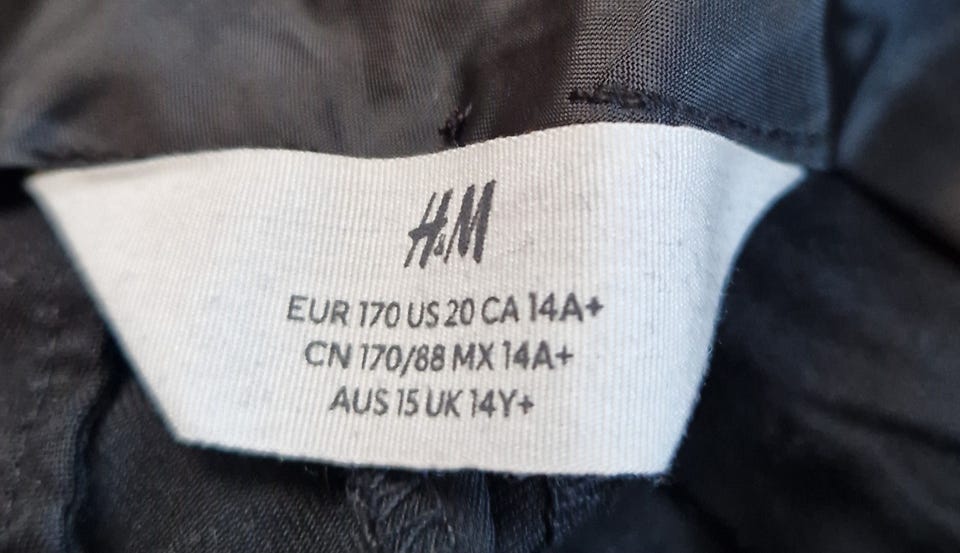 H&M
EUR 170 US 20 CA 14A+
CN 170/88 MX 14A+
AUS 15 UK 14Y+